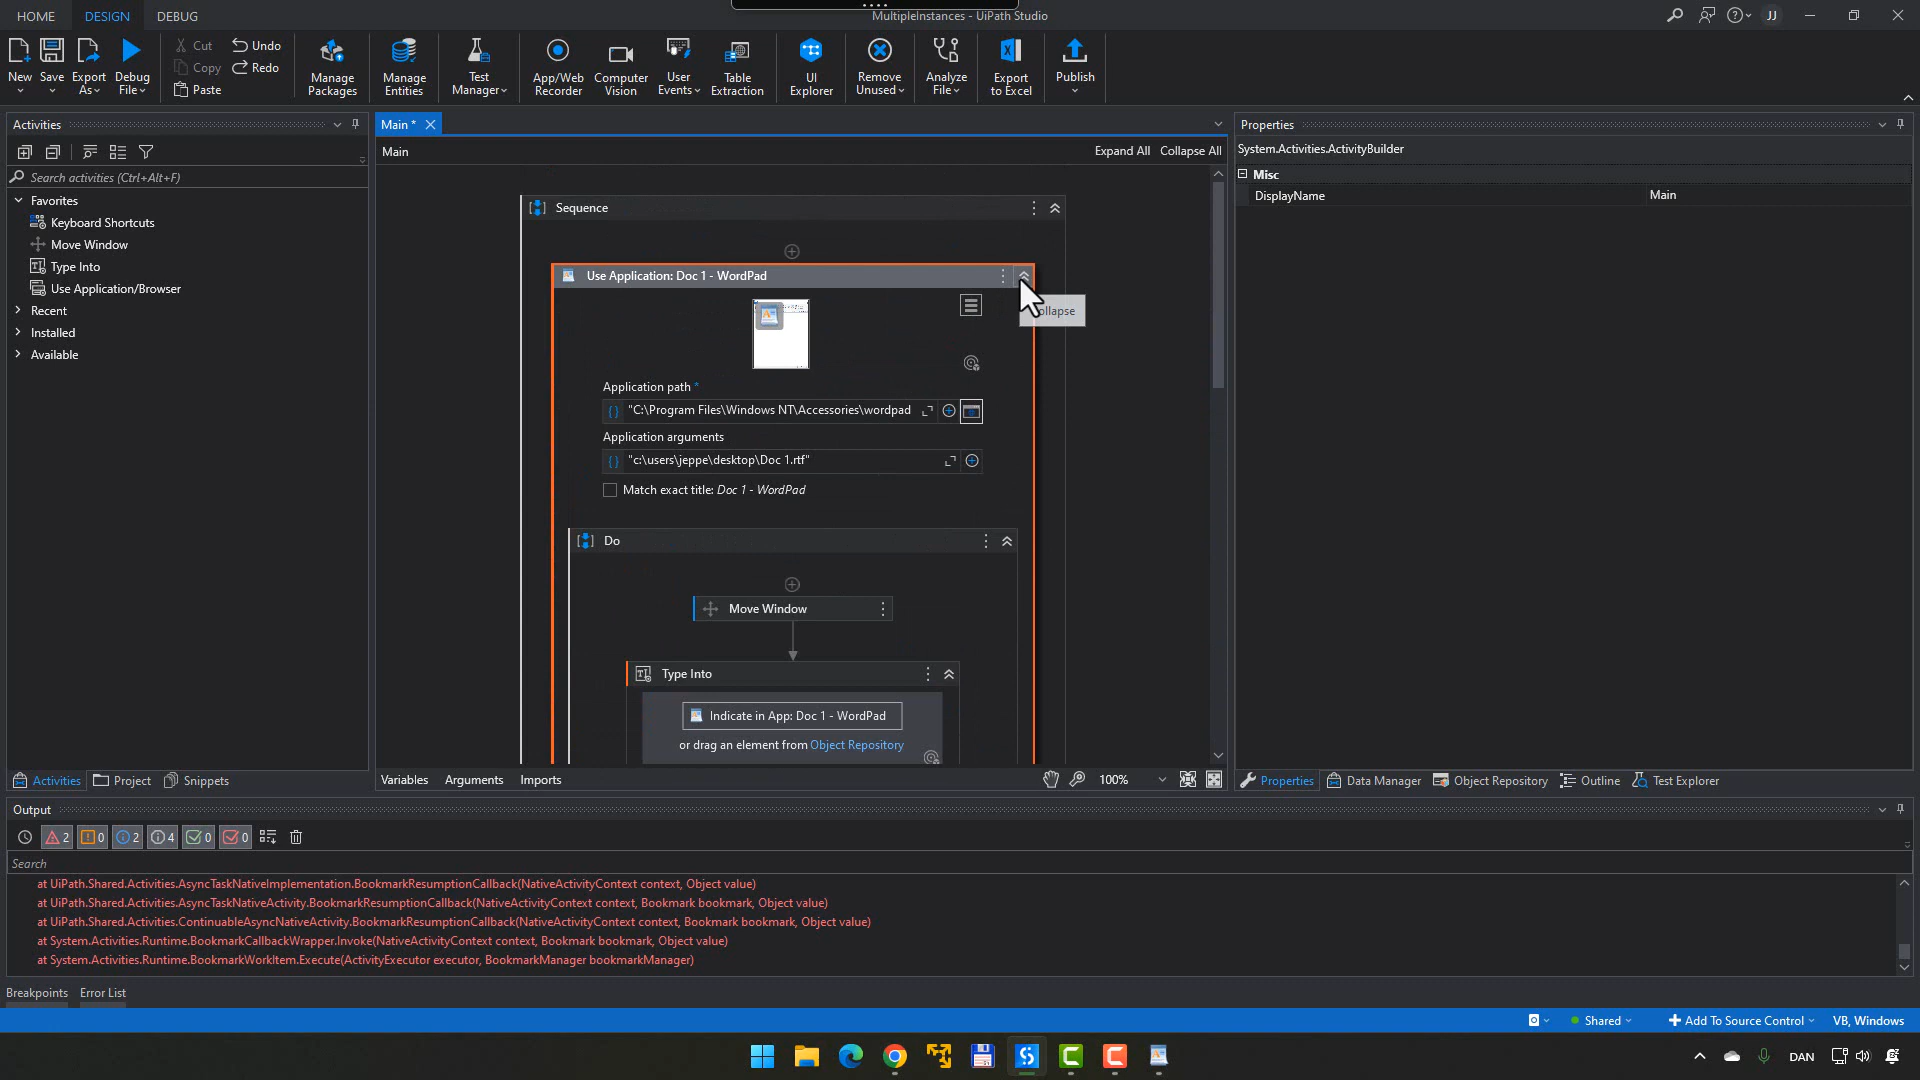 HOME DESIGN DEBUG
MultipleInstances - UiPath Studio
JJ
New Save Export As Debug File
Cut Copy Paste
Undo Redo
Manage Packages
Manage Entities
Test Manager
App/Web Recorder
Computer Vision
User Events
Table Extraction
UI Explorer
Remove Unused
Analyze File
Export to Excel
Publish
Activities
Search activities (Ctrl+Alt+F)
Favorites
Keyboard Shortcuts
Move Window
Type Into
Use Application/Browser
Recent
Installed
Available
Activities Project Snippets
Main *
Main
Expand All Collapse All
Sequence
Use Application: Doc 1 - WordPad
Application path *
"C:\Program Files\Windows NT\Accessories\wordpad
Application arguments
"c:\users\jeppe\desktop\Doc 1.rtf"
Match exact title: Doc 1 - WordPad
Do
Move Window
Type Into
Indicate in App: Doc 1 - WordPad
or drag an element from Object Repository
Variables Arguments Imports
100%
Properties
System.Activities.ActivityBuilder
Misc
DisplayName Main
Properties Data Manager Object Repository Outline Test Explorer
Output
2 0 2 4 0 0
Search
at UiPath.Shared.Activities.AsyncTaskNativeImplementation.BookmarkResumptionCallback(NativeActivityContext context, Object value)
at UiPath.Shared.Activities.AsyncTaskNativeActivity.BookmarkResumptionCallback(NativeActivityContext context, Bookmark bookmark, Object value)
at UiPath.Shared.Activities.ContinuableAsyncNativeActivity.BookmarkResumptionCallback(NativeActivityContext context, Bookmark bookmark, Object value)
at System.Activities.Runtime.BookmarkCallbackWrapper.Invoke(NativeActivityContext context, Bookmark bookmark, Object value)
at System.Activities.Runtime.BookmarkWorkItem.Execute(ActivityExecutor executor, BookmarkManager bookmarkManager)
Breakpoints Error List
Shared Add To Source Control VB, Windows
DAN